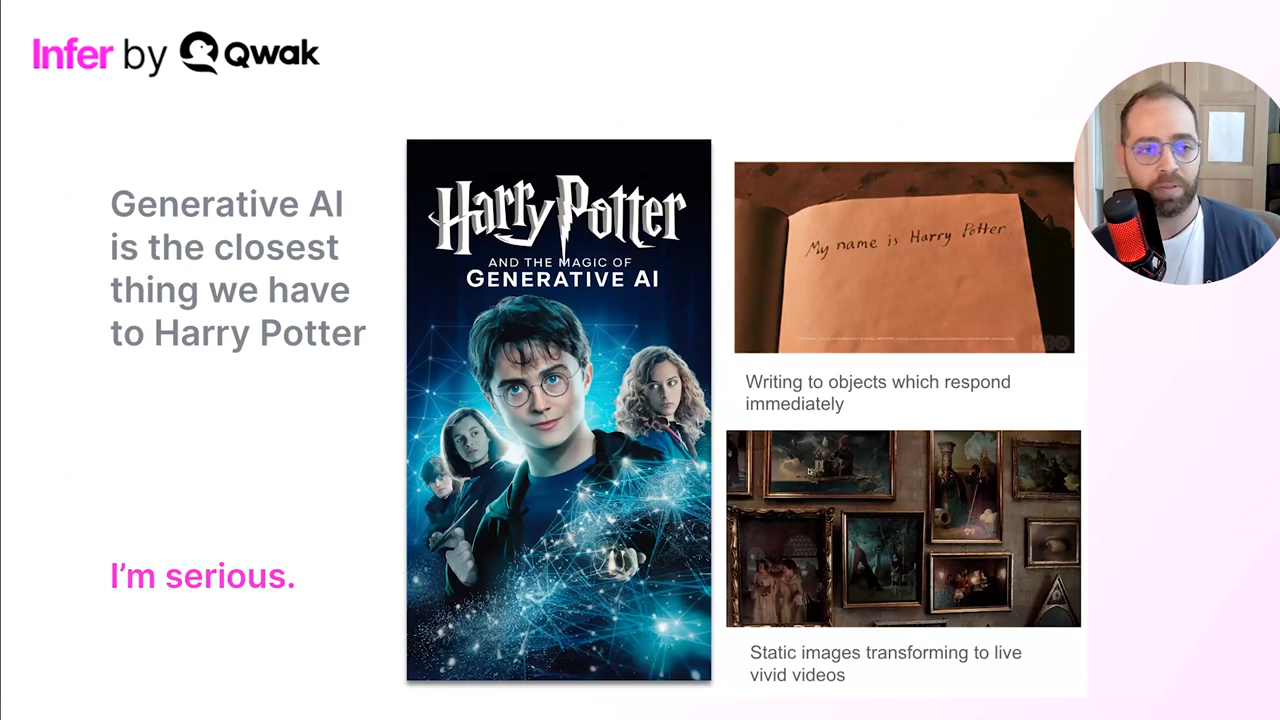 Infer by Qwak
Generative AI
is the closest
thing we have
to Harry Potter
I'm serious.
Harry Potter
AND THE MAGIC OF
GENERATIVE AI
My name is Harry Potter.
HBO
Writing to objects which respond
immediately
Static images transforming to live
vivid videos